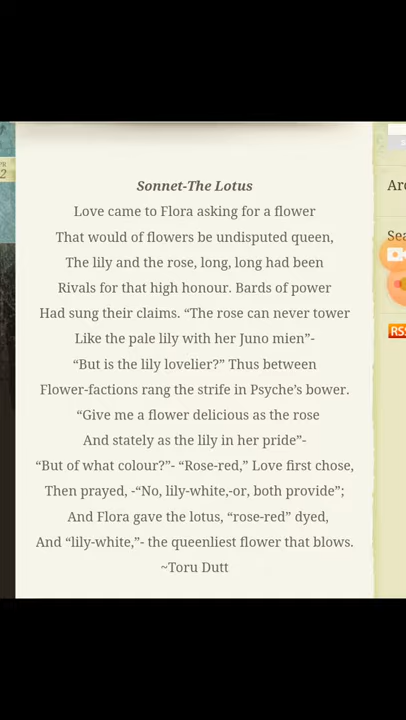 PR
2
Sonnet-The Lotus
Love came to Flora asking for a flower
That would of flowers be undisputed queen,
The lily and the rose, long, long had been
Rivals for that high honour. Bards of power
Had sung their claims. “The rose can never tower
Like the pale lily with her Juno mien”-
“But is the lily lovelier?” Thus between
Flower-factions rang the strife in Psyche’s bower.
“Give me a flower delicious as the rose
And stately as the lily in her pride”-
“But of what colour?”- “Rose-red,” Love first chose,
Then prayed, -“No, lily-white,-or, both provide”;
And Flora gave the lotus, “rose-red” dyed,
And “lily-white,”- the queenliest flower that blows.
~Toru Dutt
Ar
Sea
RSS